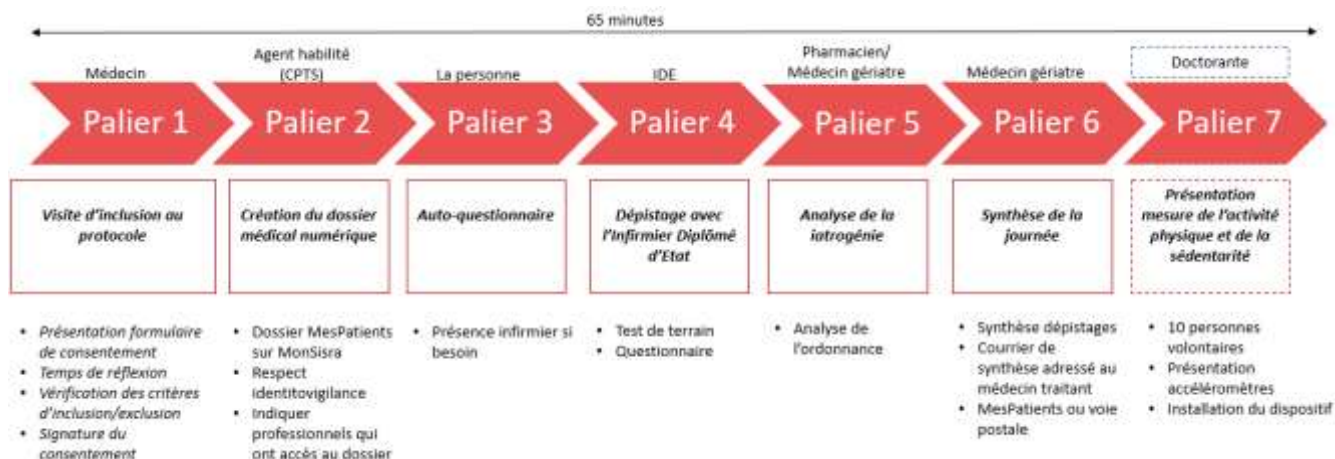 65 minutes
Médecin
Agent habilité
(CPTS)
La personne
IDE
Pharmacien/
Médecin gériatre
Médecin gériatre
Doctorante
Palier 1
Palier 2
Palier 3
Palier 4
Palier 5
Palier 6
Palier 7
Visite d'inclusion au
protocole
Création du dossier
médical numérique
Auto-questionnaire
Dépistage avec
l'Infirmier Diplômé
d'Etat
Analyse de la
iatrogénie
Synthèse de la
journée
Présentation
mesure de l'activité
physique et de la
sédentarité
• Présentation formulaire
de consentement
• Temps de réflexion
• Vérification des critères
d'inclusion/exclusion
• Signature du
consentement
• Dossier MesPatients
sur MonSisra
• Respect
identitovigilance
• Indiquer
professionnels qui
ont accès au dossier
• Présence infirmier si
besoin
• Test de terrain
• Questionnaire
• Analyse de
l'ordonnance
• Synthèse dépistages
• Courrier de
synthèse adressé au
médecin traitant
• MesPatients ou voie
postale
• 10 personnes
volontaires
• Présentation
accéléromètres
• Installation du dispositif